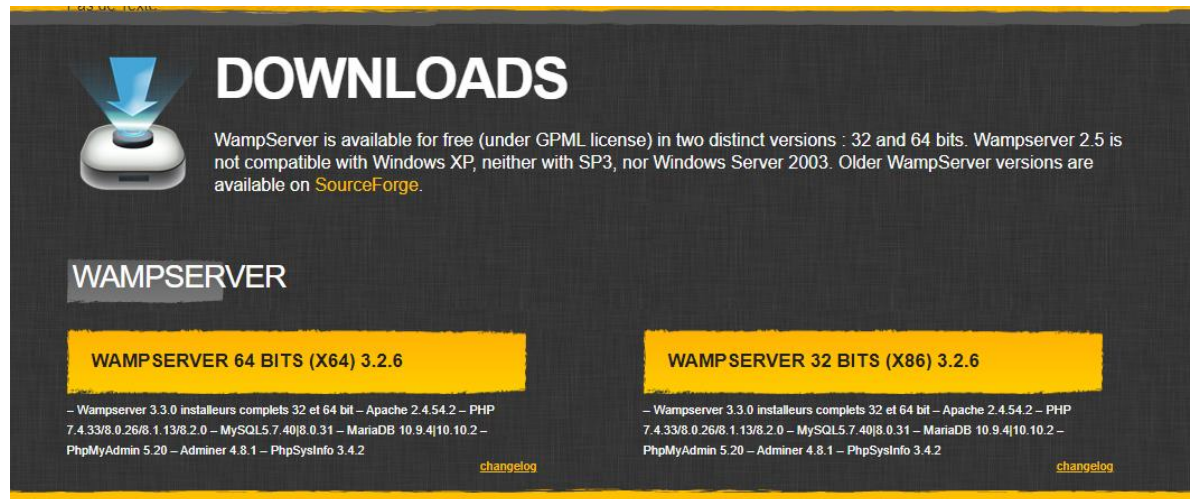 Pas de Texte
DOWNLOADS
WampServer is available for free (under GPML license) in two distinct versions : 32 and 64 bits. Wampserver 2.5 is
not compatible with Windows XP, neither with SP3, nor Windows Server 2003. Older WampServer versions are
available on SourceForge.
WAMPSERVER
WAMPSERVER 64 BITS (X64) 3.2.6
– Wampserver 3.3.0 installeurs complets 32 et 64 bit – Apache 2.4.54.2 – PHP
7.4.33/8.0.26/8.1.13/8.2.0 – MySQL5.7.40|8.0.31 – MariaDB 10.9.4|10.10.2 –
PhpMyAdmin 5.20 – Adminer 4.8.1 – PhpSysInfo 3.4.2
changelog
WAMPSERVER 32 BITS (X86) 3.2.6
– Wampserver 3.3.0 installeurs complets 32 et 64 bit – Apache 2.4.54.2 – PHP
7.4.33/8.0.26/8.1.13/8.2.0 – MySQL5.7.40|8.0.31 – MariaDB 10.9.4|10.10.2 –
PhpMyAdmin 5.20 – Adminer 4.8.1 – PhpSysInfo 3.4.2
changelog